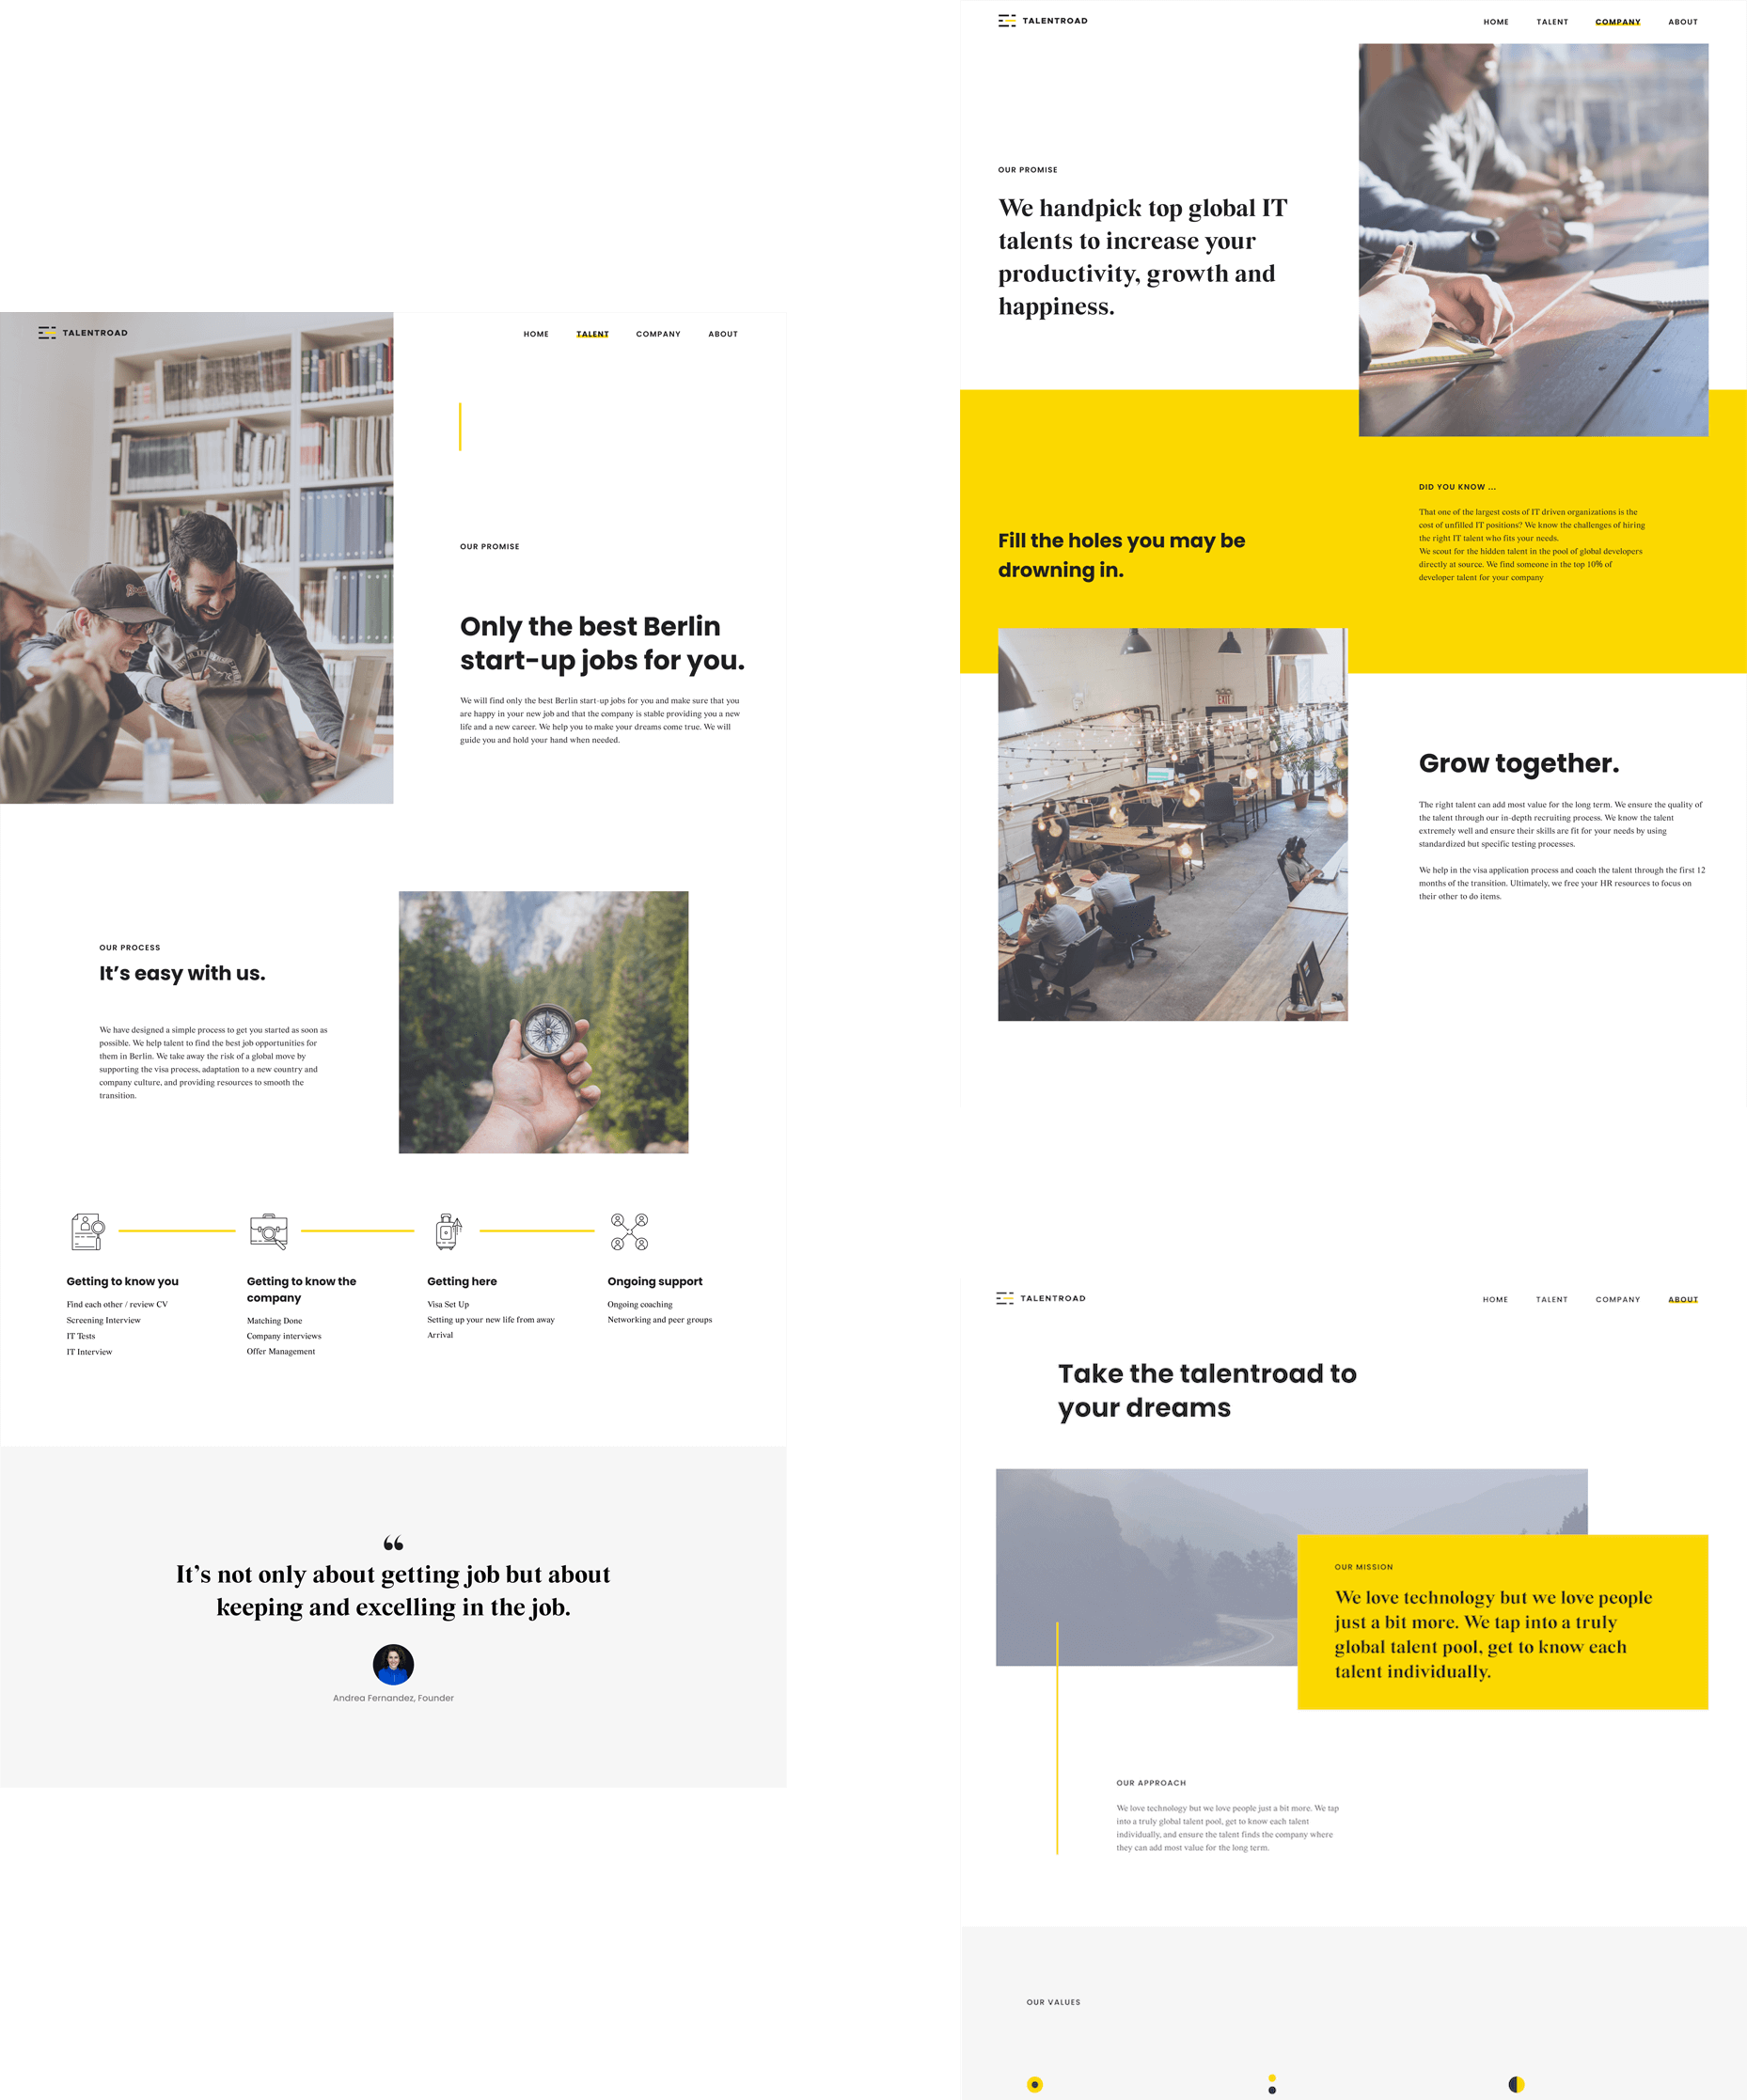 TALENTROAD
HOME TALENT COMPANY ABOUT
OUR PROMISE
Only the best Berlin
start-up jobs for you.
We will find only the best Berlin start-up jobs for you and make sure that you
are happy in your new job and that the company is stable providing you a new
life and a new career. We help you to make your dreams come true. We will
guide you and hold your hand when needed.
OUR PROCESS
It's easy with us.
We have designed a simple process to get you started as soon as
possible. We help talent to find the best job opportunities for
them in Berlin. We take away the risk of a global move by
supporting the visa process, adaptation to a new country and
company culture, and providing resources to smooth the
transition.
Getting to know you
Find each other / review CV
Screening Interview
IT Tests
IT Interview
Getting to know the
company
Matching Done
Company interviews
Offer Management
Getting here
Visa Set Up
Setting up your new life from away
Arrival
Ongoing support
Ongoing coaching
Networking and peer groups
“
It's not only about getting job but about
keeping and excelling in the job.
Andrea Fernandez, Founder
TALENTROAD
HOME TALENT COMPANY ABOUT
OUR PROMISE
We handpick top global IT
talents to increase your
productivity, growth and
happiness.
Fill the holes you may be
drowning in.
DID YOU KNOW ...
That one of the largest costs of IT driven organizations is the
cost of unfilled IT positions? We know the challenges of hiring
the right IT talent who fits your needs.
We scout for the hidden talent in the pool of global developers
directly at source. We find someone in the top 10% of
developer talent for your company
EXIT
Grow together.
The right talent can add most value for the long term. We ensure the quality of
the talent through our in-depth recruiting process. We know the talent
extremely well and ensure their skills are fit for your needs by using
standardized but specific testing processes.
We help in the visa application process and coach the talent through the first 12
months of the transition. Ultimately, we free your HR resources to focus on
their other to do items.
TALENTROAD
HOME TALENT COMPANY ABOUT
Take the talentroad to
your dreams
OUR MISSION
We love technology but we love people
just a bit more. We tap into a truly
global talent pool, get to know each
talent individually.
OUR APPROACH
We love technology but we love people just a bit more. We tap
into a truly global talent pool, get to know each talent
individually, and ensure the talent finds the company where
they can add most value for the long term.
OUR VALUES